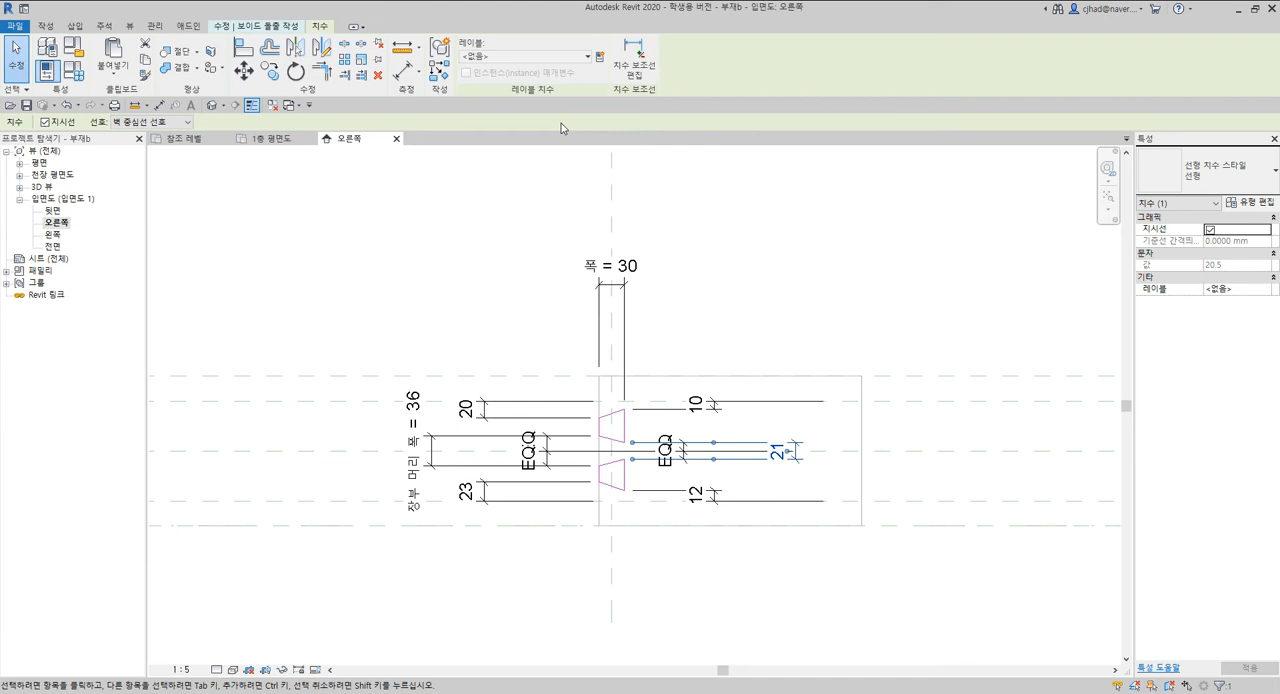 Autodesk Revit 2020 - 학생용 버전 - 부재b - 입면도: 오른쪽
cjhad@naver....
파일 작성 삽입 주석 뷰 관리 애드인 수정 | 보이드 돌출 작성 지수
수정
붙여넣기
절단
결합
레이블:
<없음>
인스턴스(instance) 매개변수
치수 보조선
편집
선택 특성 클립보드 형상 수정 측정 작성 레이블 치수 치수 보조선
치수 지시선 선호: 벽 중심선 선호
프로젝트 탐색기 - 부재b
참조 레벨 1층 평면도 오른쪽
특성
뷰 (전체)
평면
천장 평면도
3D 뷰
입면도 (입면도 1)
뒷면
오른쪽
왼쪽
전면
시트 (전체)
패밀리
그룹
Revit 링크
선형 치수 스타일
선형
치수 (1) 유형 편집
그래픽
지시선
기준선 간격띄... 0.0000 mm
문자
값 20.5
기타
레이블 <없음>
폭 = 30
장부 머리 폭 = 36
20
10
EQ
EQ
21
23
12
1 : 5
특성 도움말 적용
선택하려면 항목을 클릭하고, 다른 항목을 선택하려면 Tab 키, 추가하려면 Ctrl 키, 선택 취소하려면 Shift 키를 누르십시오.
:1